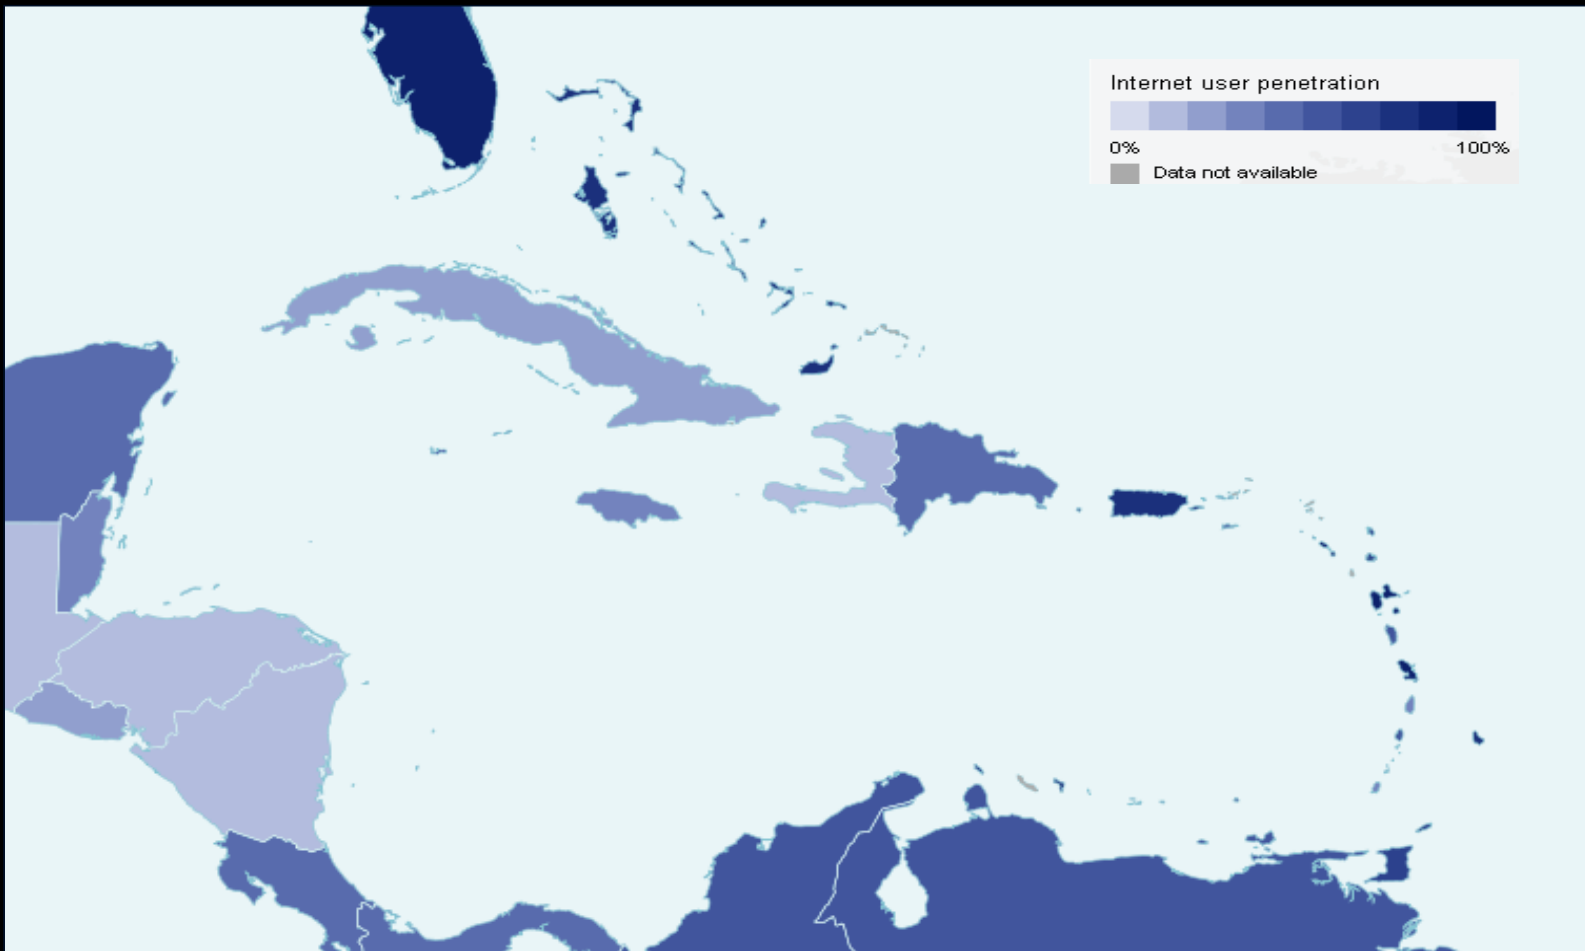 Internet user penetration
0% 100%
Data not available